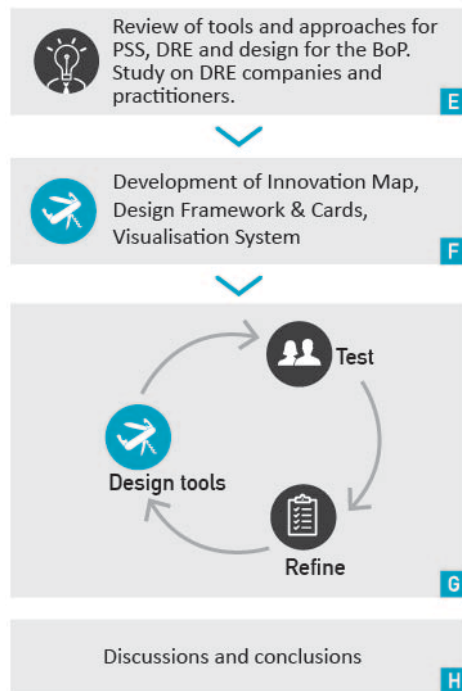 Review of tools and approaches for
PSS, DRE and design for the BoP.
Study on DRE companies and
practitioners.
E
Development of Innovation Map,
Design Framework & Cards,
Visualisation System
F
Test
Design tools
Refine
G
Discussions and conclusions
H